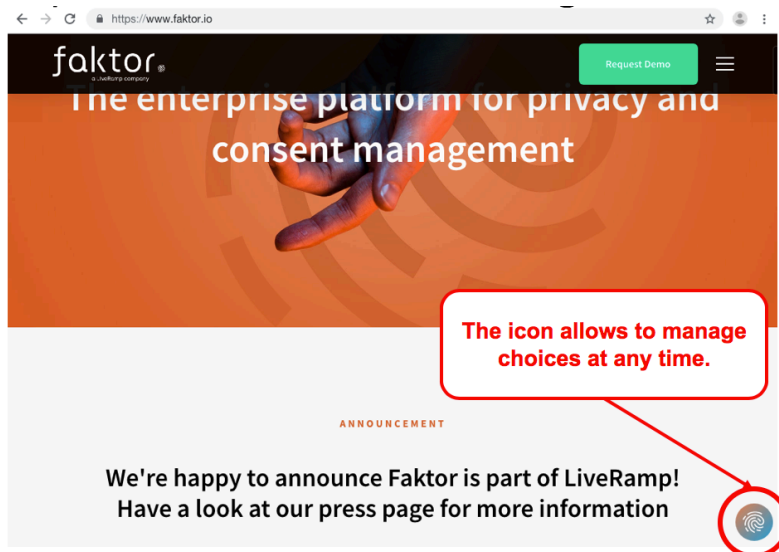 https://www.faktor.io
faktor®
a LiveRamp company
Request Demo
The enterprise platform for privacy and
consent management
The icon allows to manage
choices at any time.
ANNOUNCEMENT
We're happy to announce Faktor is part of LiveRamp!
Have a look at our press page for more information